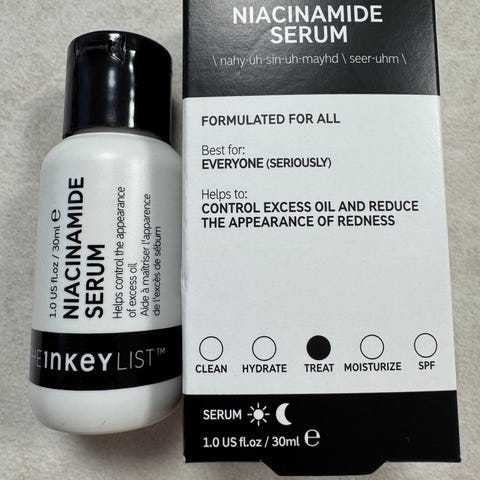 1.0 US fl.oz / 30ml ℮
NIACINAMIDE
SERUM
Helps control the appearance
of excess oil
Aide à maîtriser l'apparence
de l'excès de sébum
THE INKEY LIST™
NIACINAMIDE
SERUM
\ nahy-uh-sin-uh-mayhd \ seer-uhm \
FORMULATED FOR ALL
Best for:
EVERYONE (SERIOUSLY)
Helps to:
CONTROL EXCESS OIL AND REDUCE
THE APPEARANCE OF REDNESS
CLEAN HYDRATE TREAT MOISTURIZE SPF
SERUM
1.0 US fl.oz / 30ml ℮